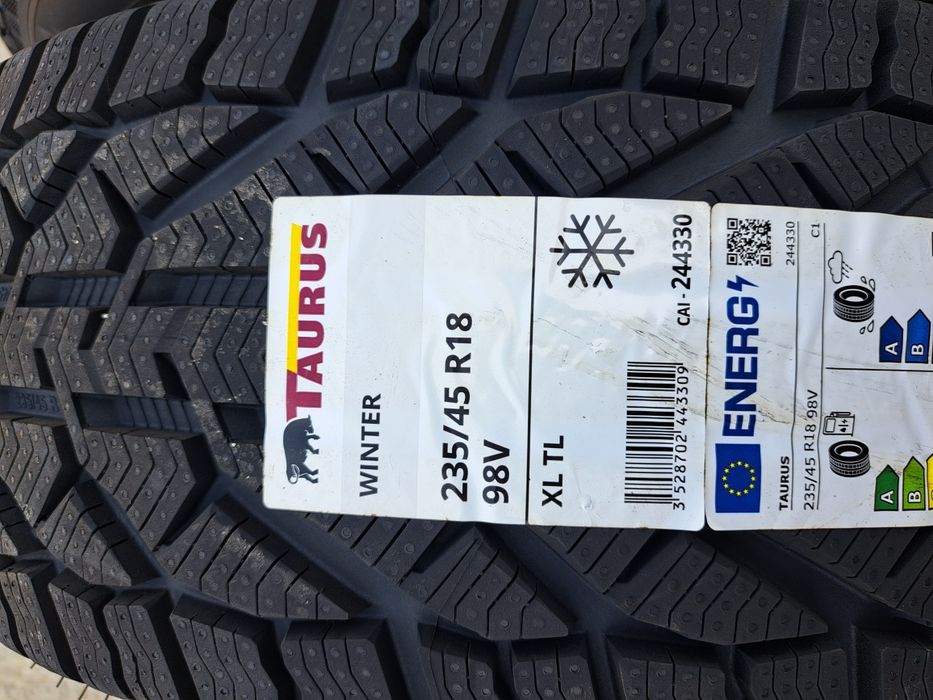 TAURUS
WINTER
235/45 R18
98V
XL TL
CAI - 244330
3 528702 443309
ENERG
244330
TAURUS
235/45 R18 98V
C1
A
B
A
B